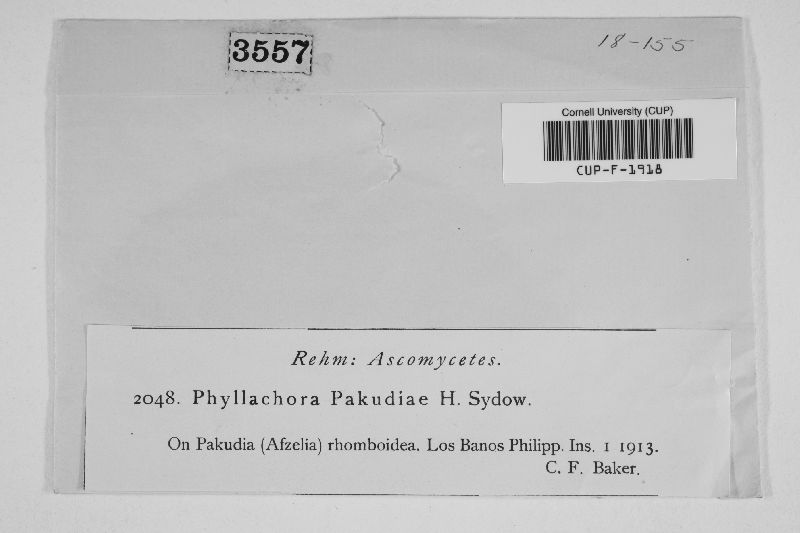 3557
18-155
Cornell University (CUP)
CUP-F-1918
Rehm: Ascomycetes.
2048. Phyllachora Pakudiae H. Sydow.
On Pakudia (Afzelia) rhomboidea. Los Banos Philipp. Ins. 1 1913.
C. F. Baker.